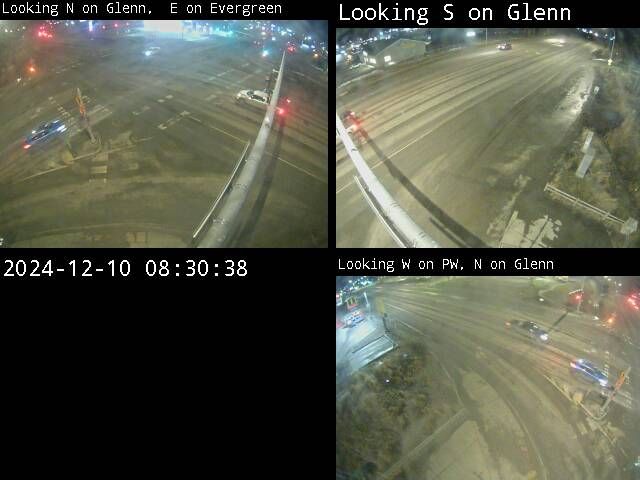 Looking N on Glenn,  E on Evergreen
Looking S on Glenn
2024-12-10 08:30:38
Looking W on PW, N on Glenn